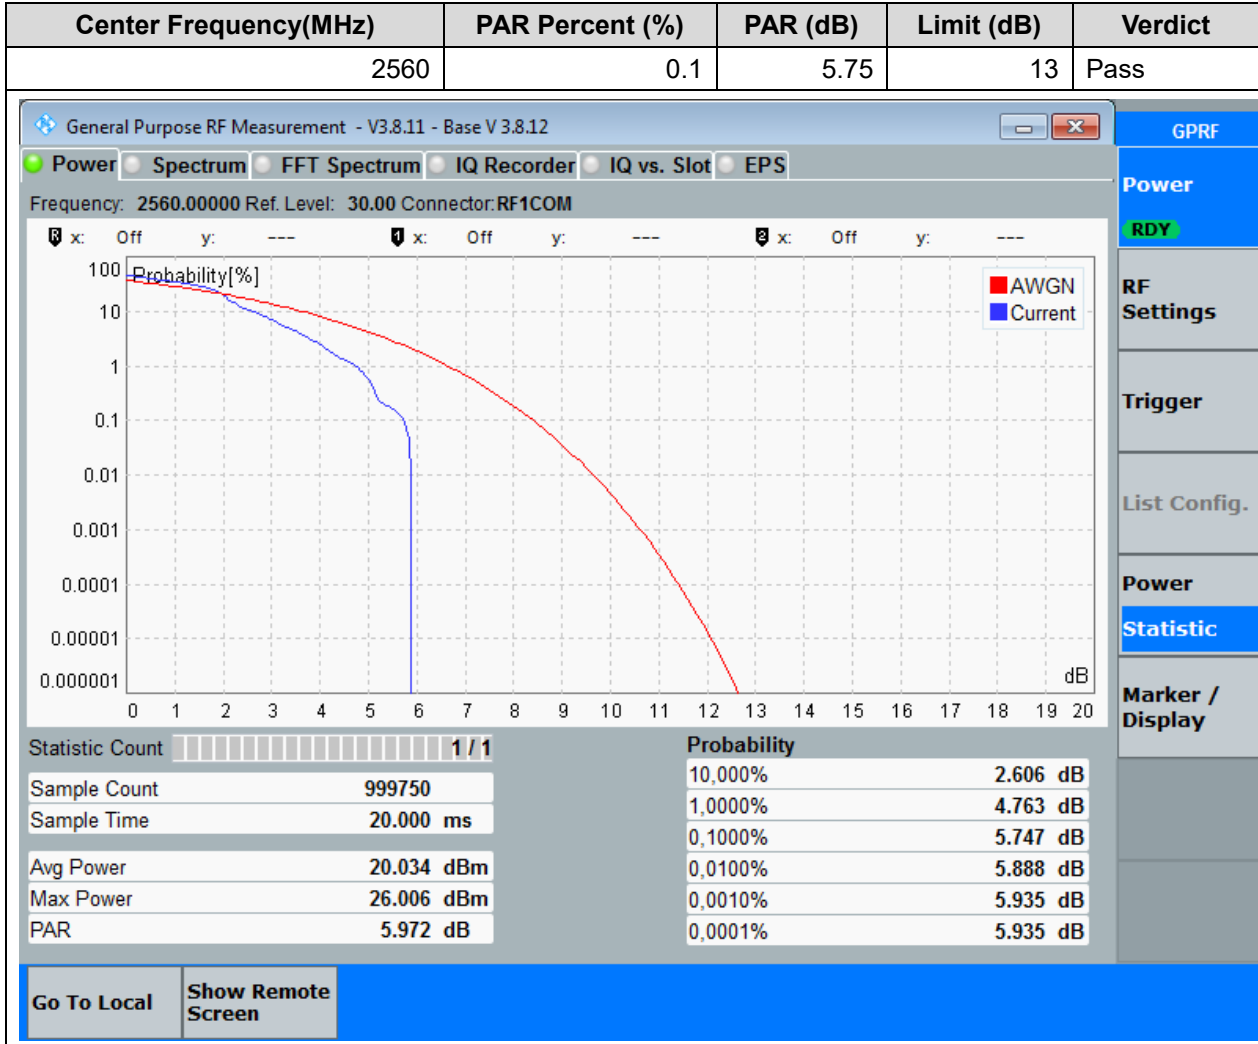 Center Frequency(MHz) PAR Percent (%) PAR (dB) Limit (dB) Verdict
2560 0.1 5.75 13 Pass
General Purpose RF Measurement - V3.8.11 - Base V 3.8.12
GPRF
Power Spectrum FFT Spectrum IQ Recorder IQ vs. Slot EPS
Frequency: 2560.00000 Ref. Level: 30.00 Connector:RF1COM
R x: Off y: --- 1 x: Off y: --- 2 x: Off y: ---
Probability[%]
AWGN
Current
100
10
1
0.1
0.01
0.001
0.0001
0.00001
0.000001
dB
0 1 2 3 4 5 6 7 8 9 10 11 12 13 14 15 16 17 18 19 20
Statistic Count 1 / 1
Sample Count 999750
Sample Time 20.000 ms
Avg Power 20.034 dBm
Max Power 26.006 dBm
PAR 5.972 dB
Probability
10,000% 2.606 dB
1,0000% 4.763 dB
0,1000% 5.747 dB
0,0100% 5.888 dB
0,0010% 5.935 dB
0,0001% 5.935 dB
Power
RDY
RF
Settings
Trigger
List Config.
Power
Statistic
Marker /
Display
Go To Local
Show Remote
Screen